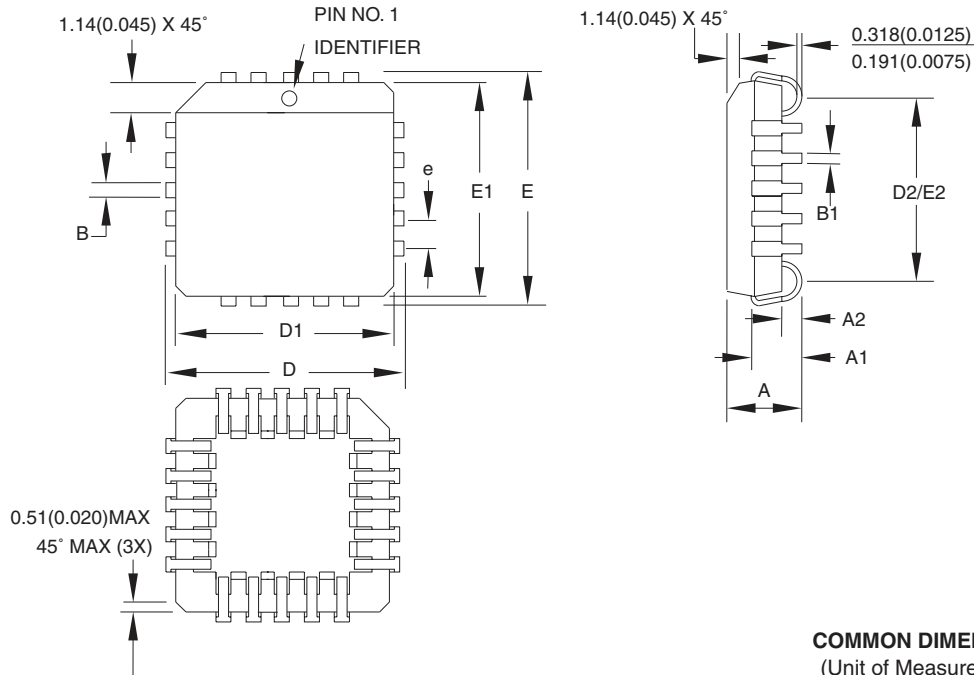 1.14(0.045) X 45˚
PIN NO. 1
IDENTIFIER
1.14(0.045) X 45˚
0.318(0.0125)
0.191(0.0075)
e
E1
E
B
D1
D
D2/E2
B1
A2
A1
A
0.51(0.020)MAX
45˚ MAX (3X)
COMMON DIME
(Unit of Measure